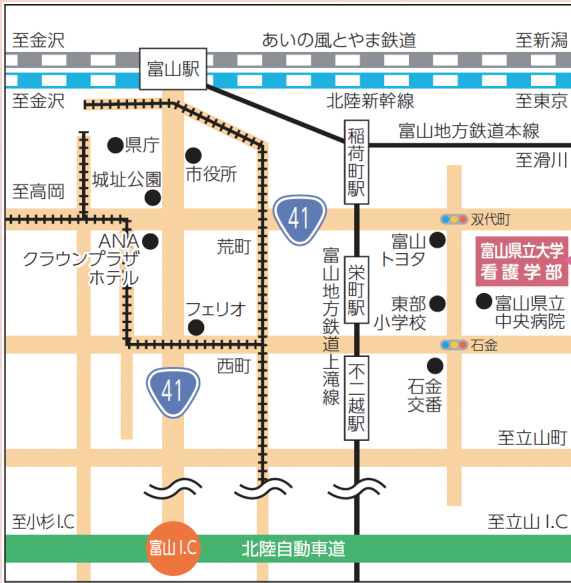 至金沢
あいの風とやま鉄道
至新潟
富山駅
至金沢
北陸新幹線
至東京
稲荷町駅
富山地方鉄道本線
至滑川
県庁
市役所
城址公園
至高岡
41
双代町
ANA
クラウンプラザ
ホテル
荒町
富山
トヨタ
富山県立大学
看護学部
富山地方鉄道上滝線
栄町駅
フェリオ
東部
小学校
富山県立
中央病院
西町
石金
41
不二越駅
石金
交番
至立山町
至小杉I.C
至立山I.C
富山I.C
北陸自動車道